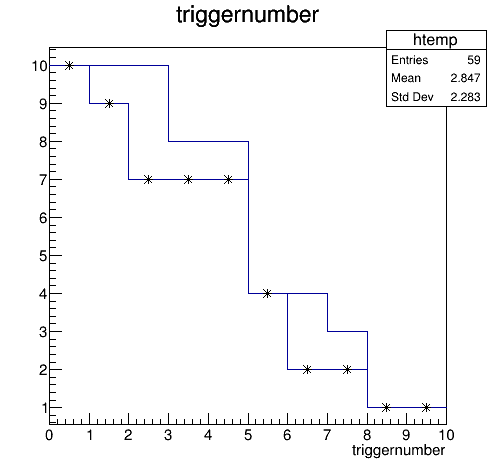 triggernumber
htemp
Entries 59
Mean 2.847
Std Dev 2.283
10
9
8
7
6
5
4
3
2
1
0 1 2 3 4 5 6 7 8 9 10
triggernumber